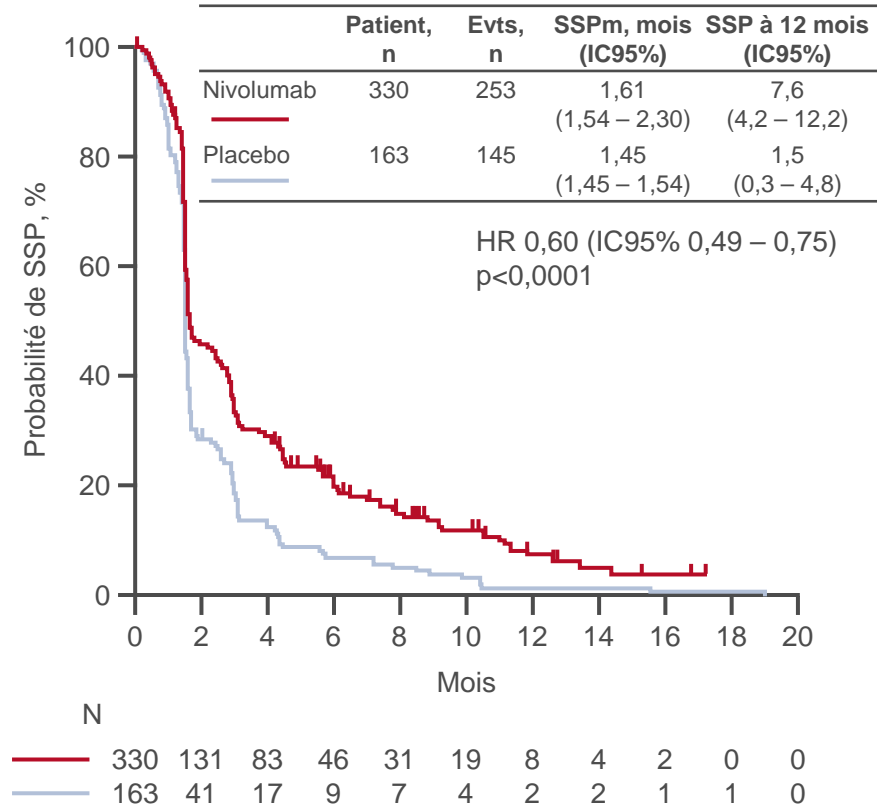 Patient, Evts, SSPm, mois SSP à 12 mois
n n (IC95%) (IC95%)
Nivolumab 330 253 1,61 7,6
(1,54 – 2,30) (4,2 – 12,2)
Placebo 163 145 1,45 1,5
(1,45 – 1,54) (0,3 – 4,8)
HR 0,60 (IC95% 0,49 – 0,75)
p<0,0001
Probabilité de SSP, %
100
80
60
40
20
0
0 2 4 6 8 10 12 14 16 18 20
Mois
N
330 131 83 46 31 19 8 4 2 0 0
163 41 17 9 7 4 2 2 1 1 0